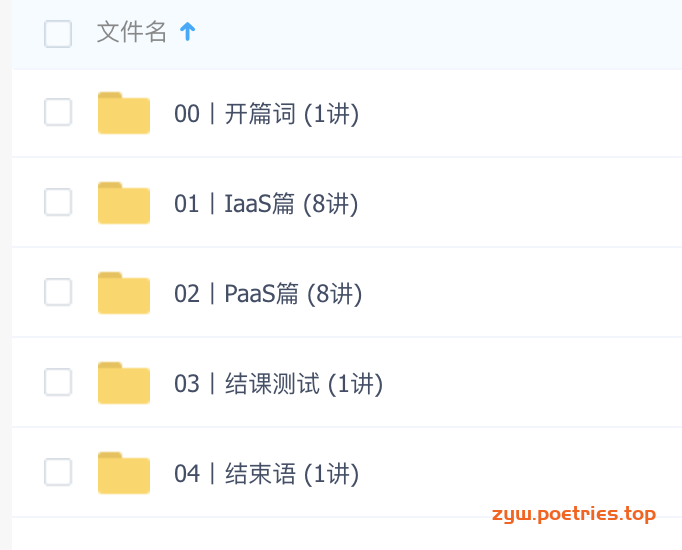 文件名
00丨开篇词 (1讲)
01丨IaaS篇 (8讲)
02丨PaaS篇 (8讲)
03丨结课测试 (1讲)
04丨结束语 (1讲)
zyw.poetries.top